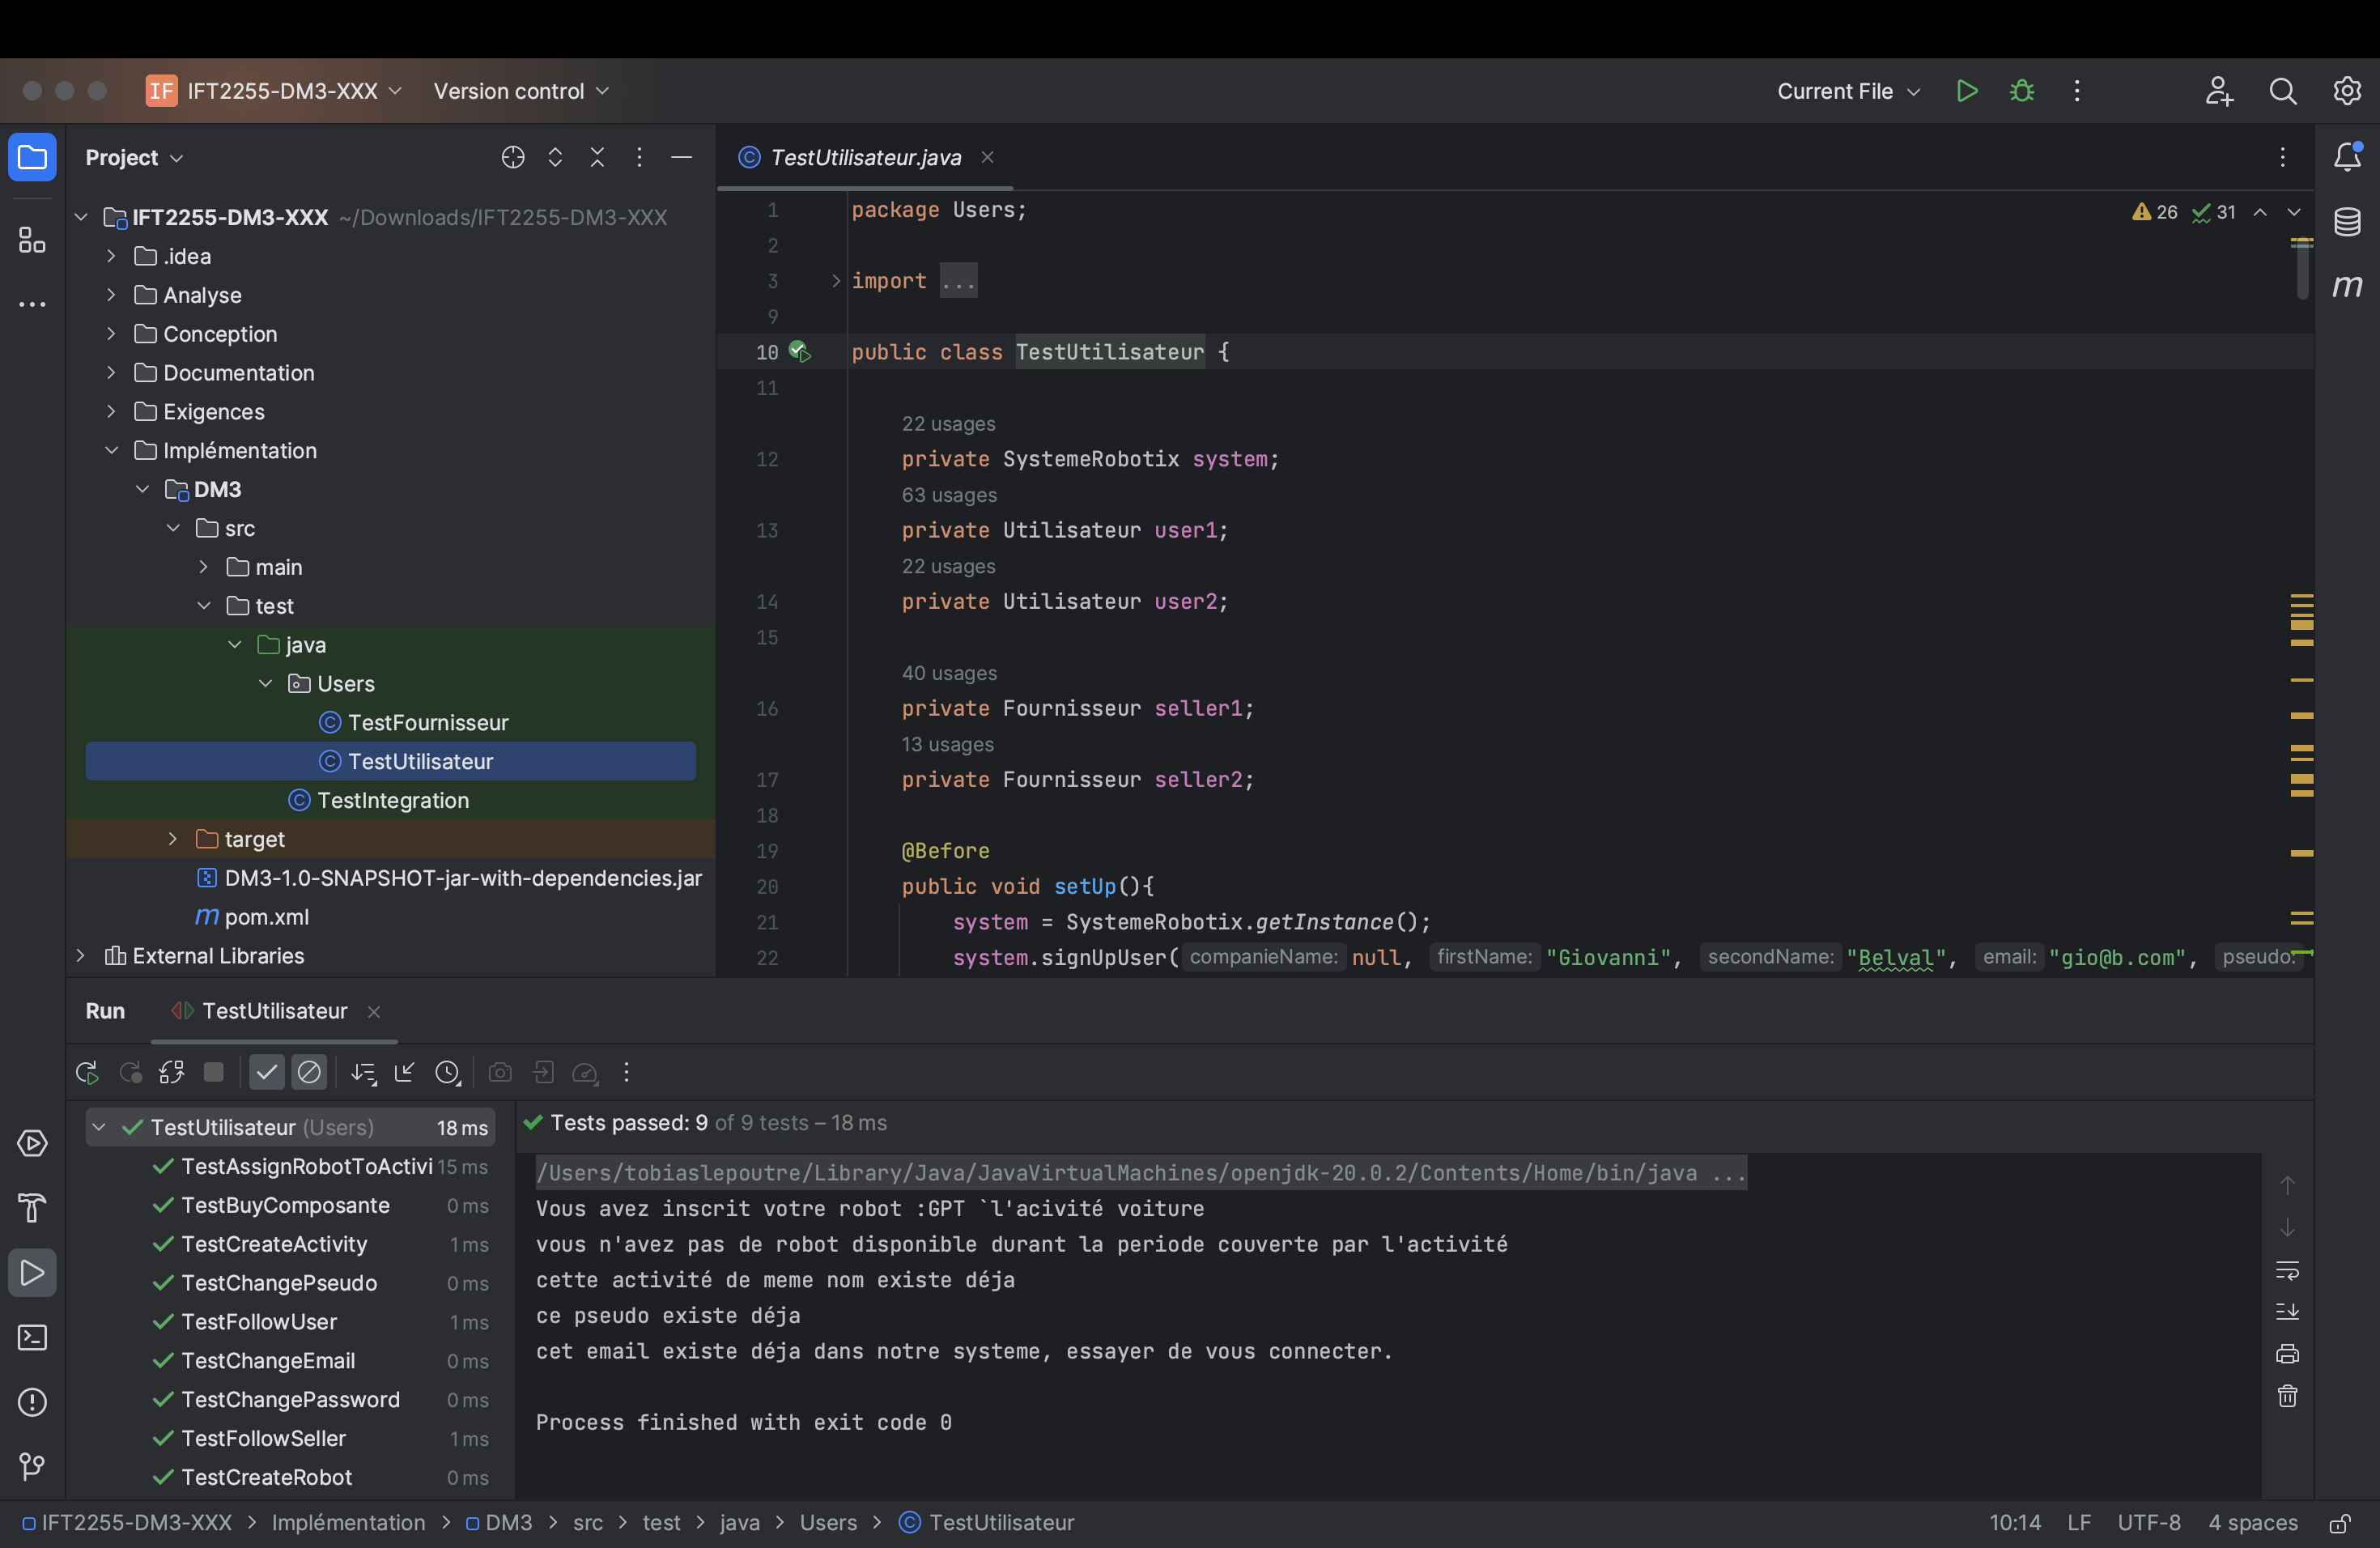 IF IFT2255-DM3-XXX Version control Current File
Project
TestUtilisateur.java
IFT2255-DM3-XXX ~/Downloads/IFT2255-DM3-XXX
.idea
Analyse
Conception
Documentation
Exigences
Implémentation
DM3
src
main
test
java
Users
TestFournisseur
TestUtilisateur
TestIntegration
target
DM3-1.0-SNAPSHOT-jar-with-dependencies.jar
pom.xml
External Libraries
26 31
1 package Users;
2
3 import ...
9
10 public class TestUtilisateur {
11
22 usages
12 private SystemeRobotix system;
63 usages
13 private Utilisateur user1;
22 usages
14 private Utilisateur user2;
15
40 usages
16 private Fournisseur seller1;
13 usages
17 private Fournisseur seller2;
18
19 @Before
20 public void setUp(){
21 system = SystemeRobotix.getInstance();
22 system.signUpUser( companieName: null, firstName: "Giovanni", secondName: "Belval", email: "gio@b.com", pseudo:
Run TestUtilisateur
TestUtilisateur (Users) 18 ms
TestAssignRobotToActivi 15 ms
TestBuyComposante 0 ms
TestCreateActivity 1 ms
TestChangePseudo 0 ms
TestFollowUser 1 ms
TestChangeEmail 0 ms
TestChangePassword 0 ms
TestFollowSeller 1 ms
TestCreateRobot 0 ms
Tests passed: 9 of 9 tests – 18 ms
/Users/tobiaslepoutre/Library/Java/JavaVirtualMachines/openjdk-20.0.2/Contents/Home/bin/java ...
Vous avez inscrit votre robot :GPT `l'acivité voiture
vous n'avez pas de robot disponible durant la periode couverte par l'activité
cette activité de meme nom existe déja
ce pseudo existe déja
cet email existe déja dans notre systeme, essayer de vous connecter.
Process finished with exit code 0
IFT2255-DM3-XXX > Implémentation > DM3 > src > test > java > Users > TestUtilisateur
10:14 LF UTF-8 4 spaces